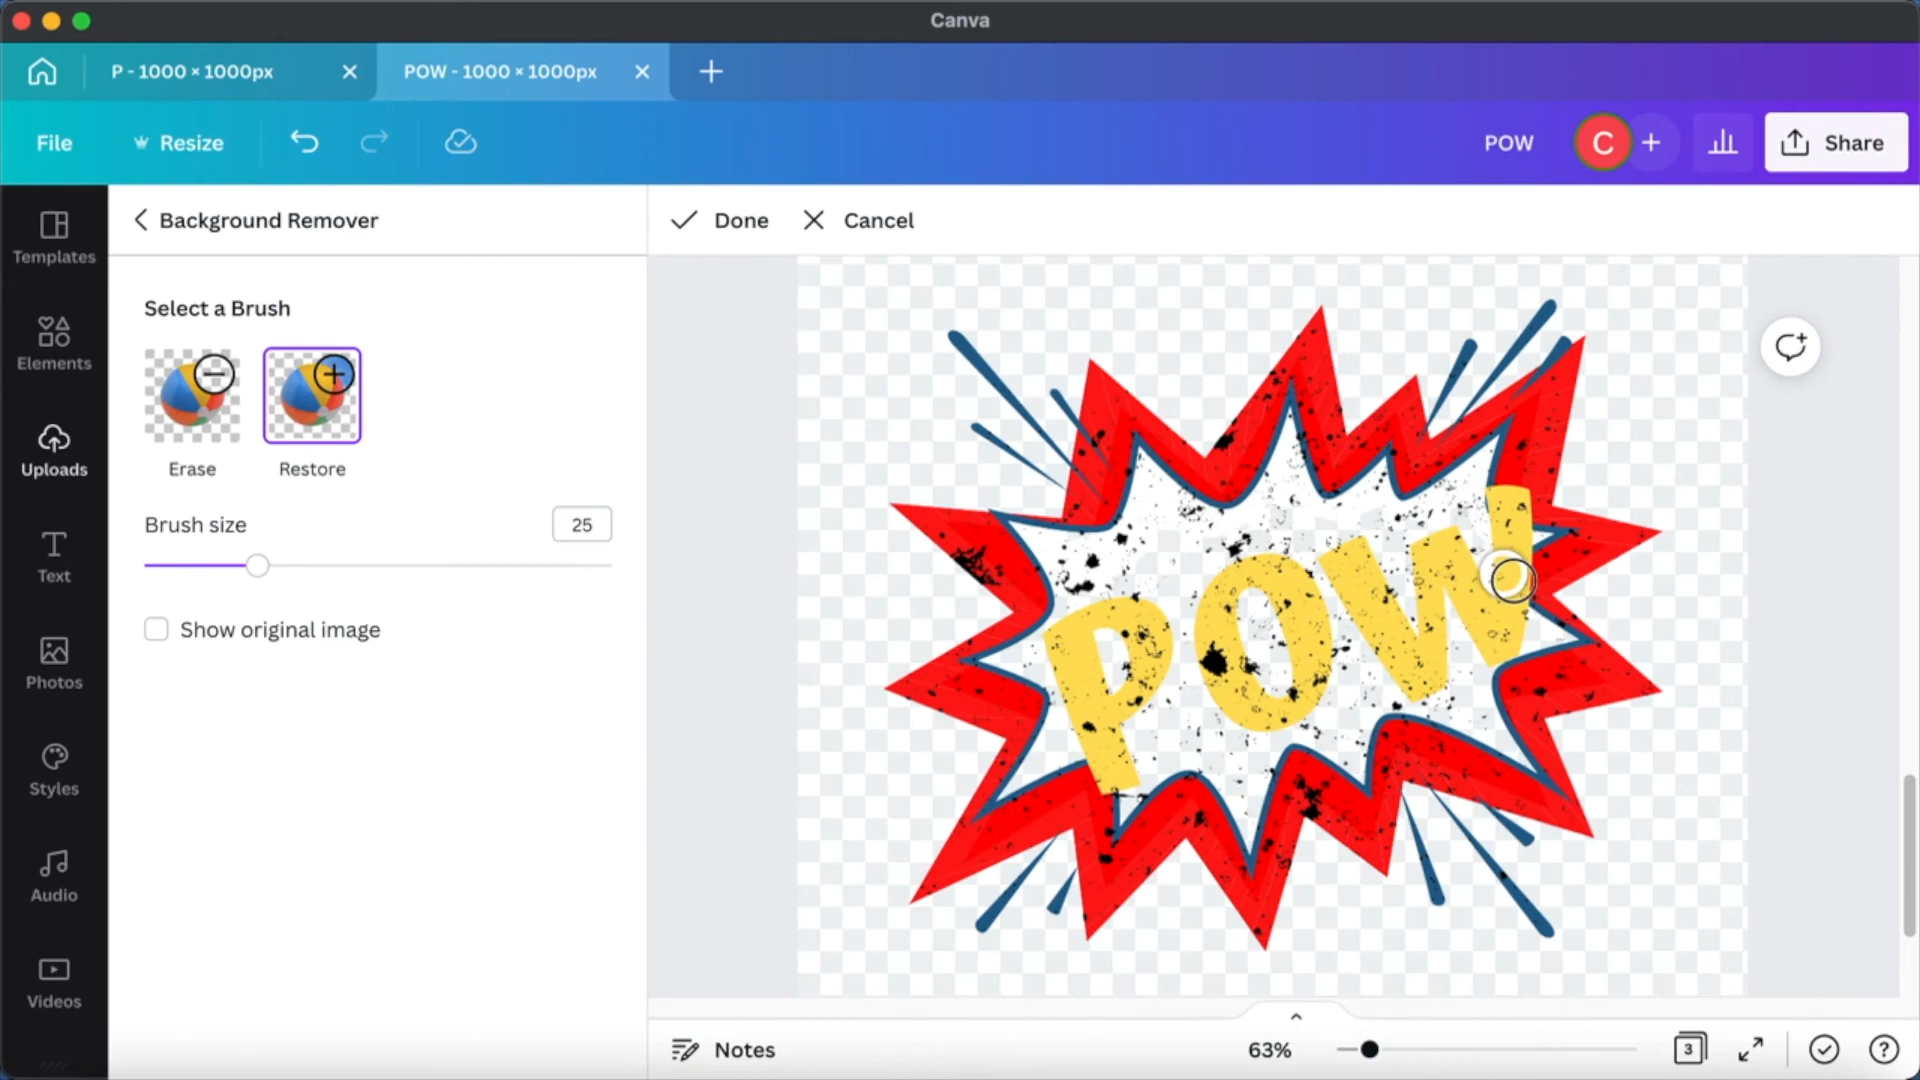 Canva
P - 1000 × 1000px
POW - 1000 × 1000px
File
Resize
POW
C
Share
Templates
Elements
Uploads
Text
Photos
Styles
Audio
Videos
Background Remover
Done
Cancel
Select a Brush
Erase
Restore
Brush size
25
Show original image
POW!
Notes
63%
3